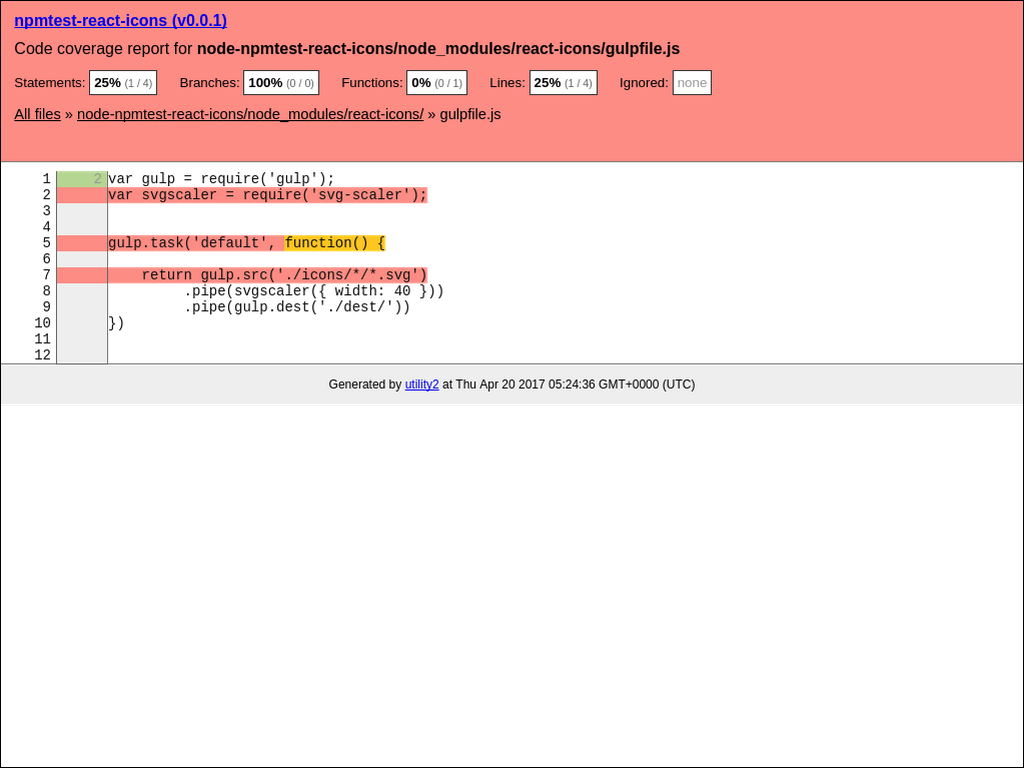 npmtest-react-icons (v0.0.1)
Code coverage report for node-npmtest-react-icons/node_modules/react-icons/gulpfile.js
Statements: 25% (1 / 4) Branches: 100% (0 / 0) Functions: 0% (0 / 1) Lines: 25% (1 / 4) Ignored: none
All files » node-npmtest-react-icons/node_modules/react-icons/ » gulpfile.js
1 2 var gulp = require('gulp');
2 var svgscaler = require('svg-scaler');
3
4
5 gulp.task('default', function() {
6
7     return gulp.src('./icons/*/*.svg')
8          .pipe(svgscaler({ width: 40 }))
9          .pipe(gulp.dest('./dest/'))
10 })
11
12
Generated by utility2 at Thu Apr 20 2017 05:24:36 GMT+0000 (UTC)